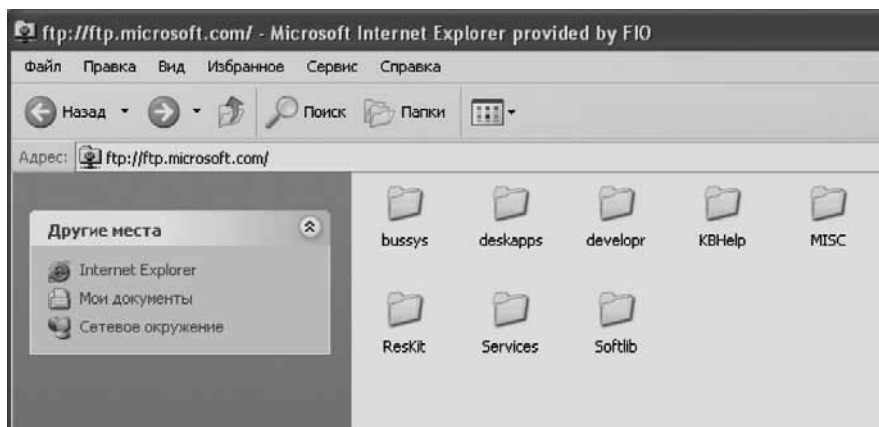 ftp://ftp.microsoft.com/ - Microsoft Internet Explorer provided by FIO
Файл Правка Вид Избранное Сервис Справка
Назад Поиск Папки
Адрес: ftp://ftp.microsoft.com/
Другие места
Internet Explorer
Мои документы
Сетевое окружение
bussys deskapps developr KBHelp MISC
ResKit Services Softlib